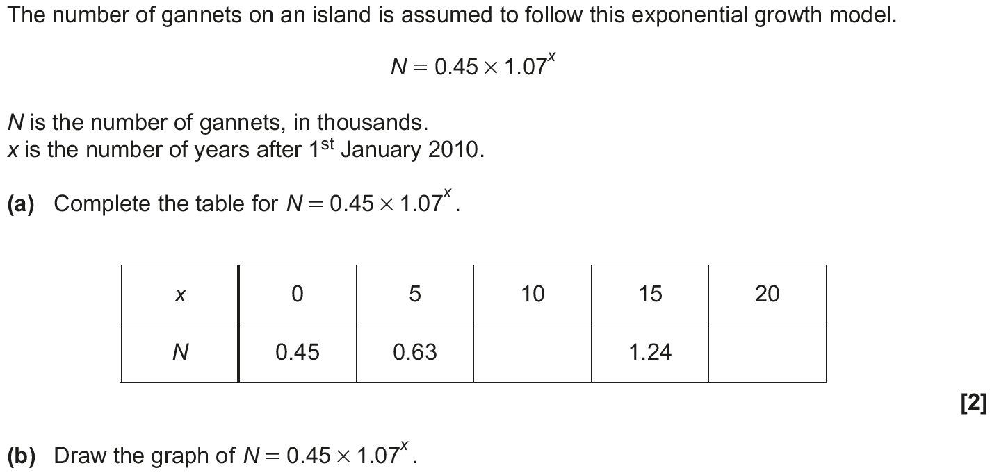 The number of gannets on an island is assumed to follow this exponential growth model.
N = 0.45 × 1.07^x
N is the number of gannets, in thousands.
x is the number of years after 1st January 2010.
(a) Complete the table for N = 0.45 × 1.07^x.
x 0 5 10 15 20
N 0.45 0.63 1.24
[2]
(b) Draw the graph of N = 0.45 × 1.07^x.